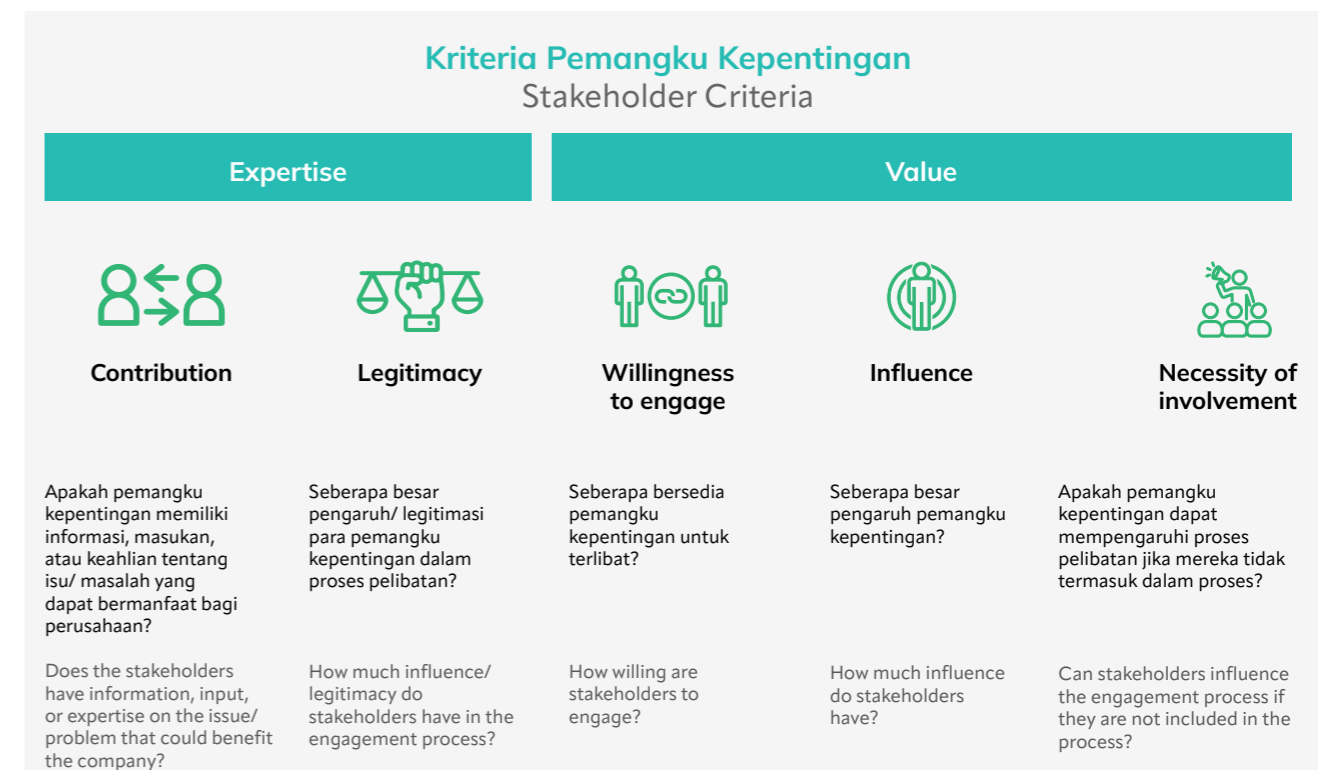 Kriteria Pemangku Kepentingan
Stakeholder Criteria
Expertise
Value
Contribution
Legitimacy
Willingness
to engage
Influence
Necessity of
involvement
Apakah pemangku
kepentingan memiliki
informasi, masukan,
atau keahlian tentang
isu/ masalah yang
dapat bermanfaat bagi
perusahaan?
Seberapa besar
pengaruh/ legitimasi
para pemangku
kepentingan dalam
proses pelibatan?
Seberapa bersedia
pemangku
kepentingan untuk
terlibat?
Seberapa besar
pengaruh pemangku
kepentingan?
Apakah pemangku
kepentingan dapat
mempengaruhi proses
pelibatan jika mereka tidak
termasuk dalam proses?
Does the stakeholders
have information, input,
or expertise on the issue/
problem that could benefit
the company?
How much influence/
legitimacy do
stakeholders have in the
engagement process?
How willing are
stakeholders to
engage?
How much influence
do stakeholders
have?
Can stakeholders influence
the engagement process if
they are not included in the
process?